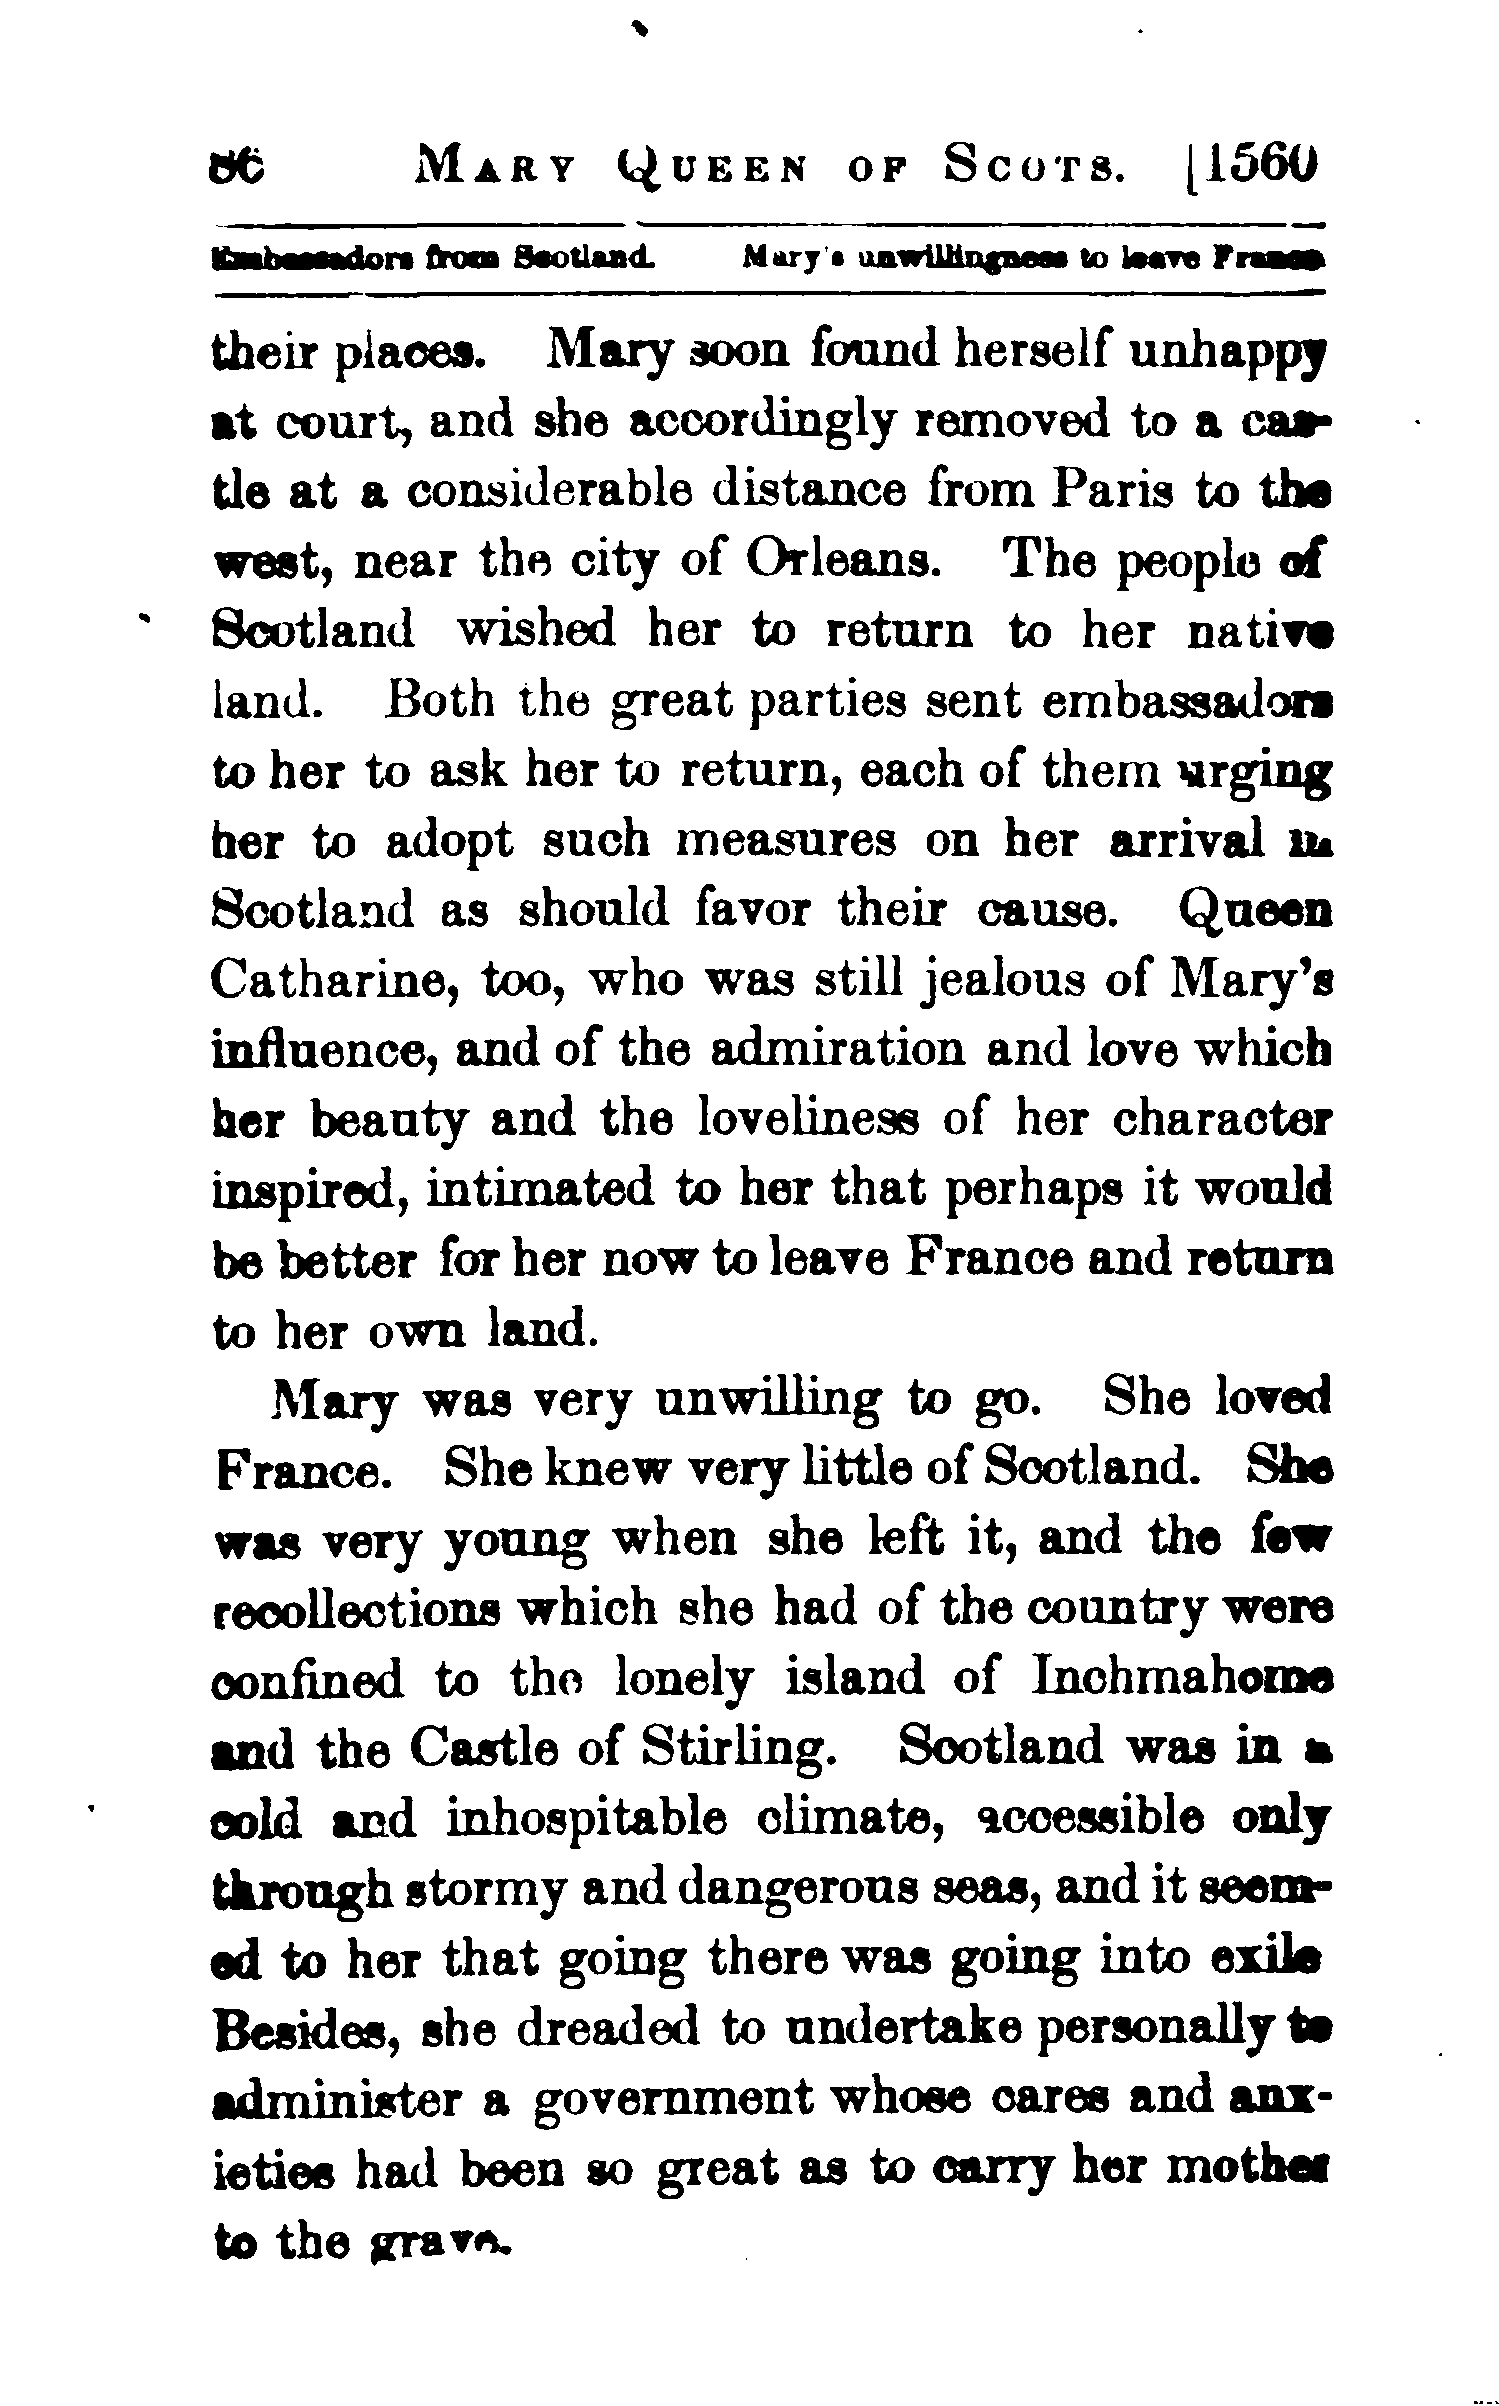 86 MARY QUEEN OF SCOTS. [1560
Embassadors from Scotland. Mary's unwillingness to leave France
their places. Mary soon found herself unhappy
at court, and she accordingly removed to a cas-
tle at a considerable distance from Paris to the
west, near the city of Orleans. The people of
Scotland wished her to return to her native
land. Both the great parties sent embassadors
to her to ask her to return, each of them urging
her to adopt such measures on her arrival in
Scotland as should favor their cause. Queen
Catharine, too, who was still jealous of Mary's
influence, and of the admiration and love which
her beauty and the loveliness of her character
inspired, intimated to her that perhaps it would
be better for her now to leave France and return
to her own land.
Mary was very unwilling to go. She loved
France. She knew very little of Scotland. She
was very young when she left it, and the few
recollections which she had of the country were
confined to the lonely island of Inchmahome
and the Castle of Stirling. Scotland was in a
cold and inhospitable climate, accessible only
through stormy and dangerous seas, and it seem-
ed to her that going there was going into exile
Besides, she dreaded to undertake personally to
administer a government whose cares and anx-
ieties had been so great as to carry her mother
to the grave.